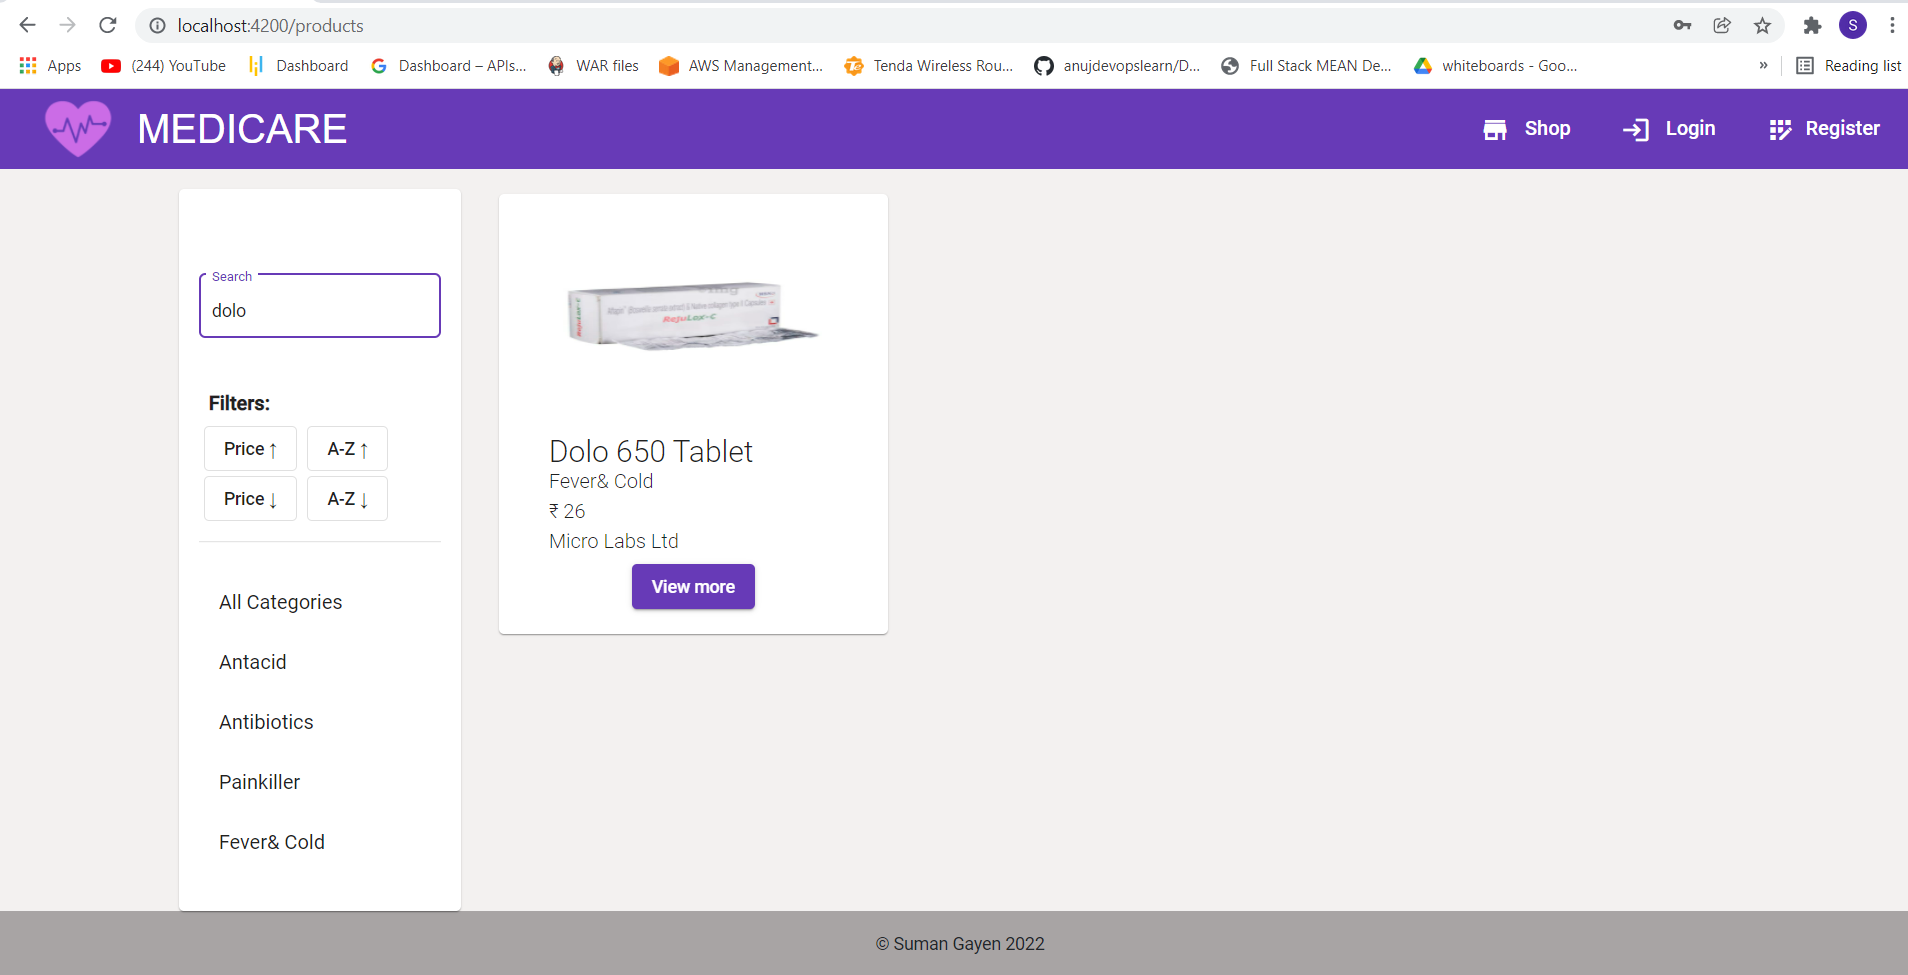 localhost:4200/products
S
Apps
(244) YouTube
Dashboard
Dashboard – APIs...
WAR files
AWS Management...
Tenda Wireless Rou...
anujdevopslearn/D...
Full Stack MEAN De...
whiteboards - Goo...
»
Reading list
MEDICARE
Shop
Login
Register
Search
dolo
Filters:
Price ↑
A-Z ↑
Price ↓
A-Z ↓
All Categories
Antacid
Antibiotics
Painkiller
Fever& Cold
RejuLax-C
Dolo 650 Tablet
Fever& Cold
₹ 26
Micro Labs Ltd
View more
© Suman Gayen 2022